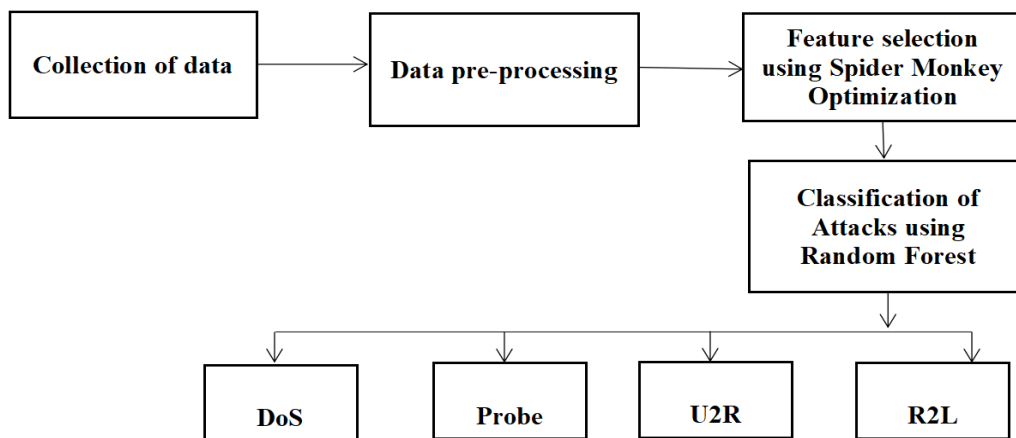 Collection of data
Data pre-processing
Feature selection
using Spider Monkey
Optimization
Classification of
Attacks using
Random Forest
DoS
Probe
U2R
R2L